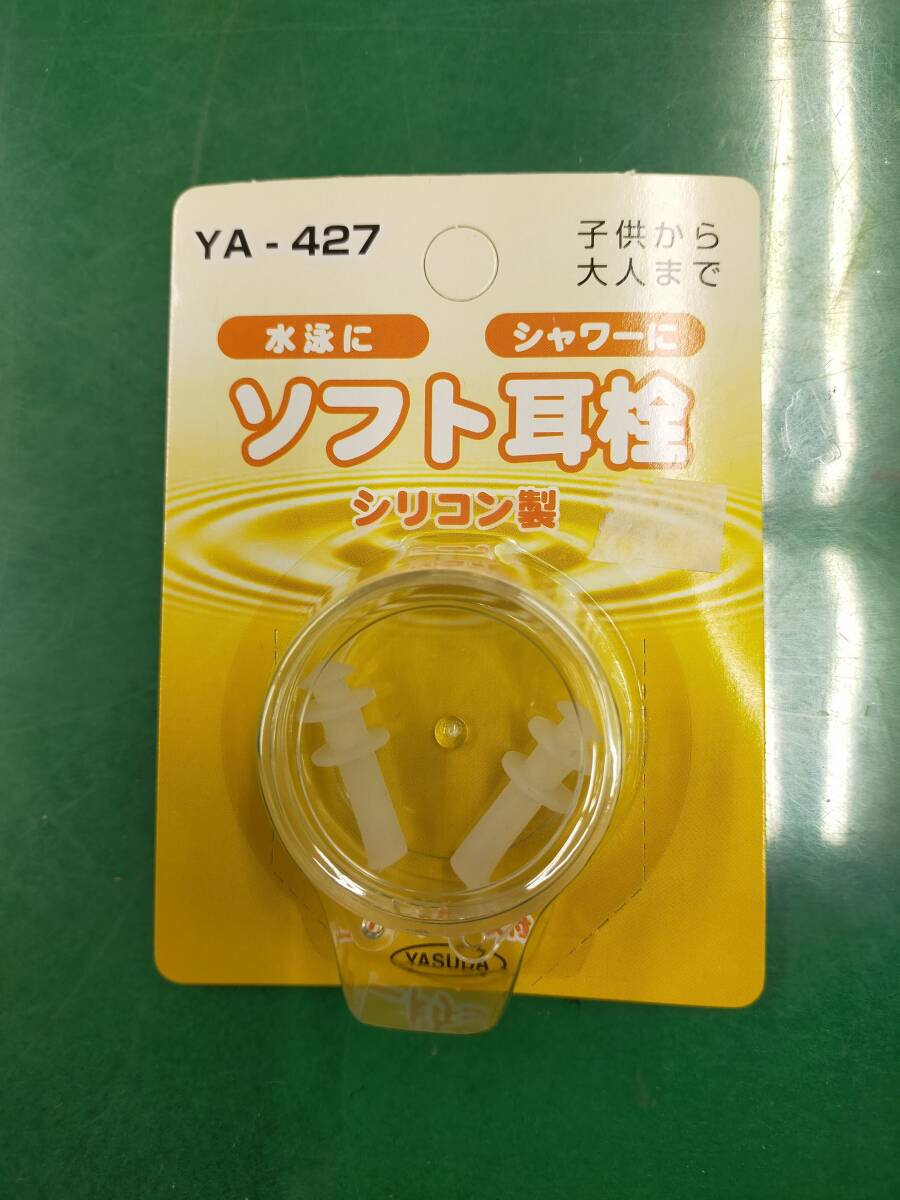 YA - 427
子供から
大人まで
水泳に
シャワーに
ソフト耳栓
シリコン製
YASUDA